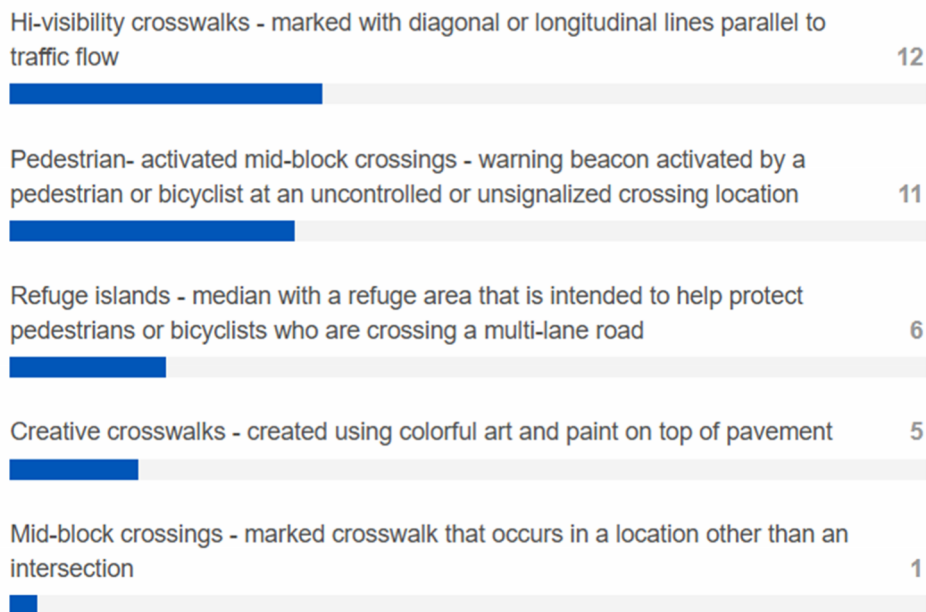 Hi-visibility crosswalks - marked with diagonal or longitudinal lines parallel to
traffic flow 12
Pedestrian- activated mid-block crossings - warning beacon activated by a
pedestrian or bicyclist at an uncontrolled or unsignalized crossing location 11
Refuge islands - median with a refuge area that is intended to help protect
pedestrians or bicyclists who are crossing a multi-lane road 6
Creative crosswalks - created using colorful art and paint on top of pavement 5
Mid-block crossings - marked crosswalk that occurs in a location other than an
intersection 1